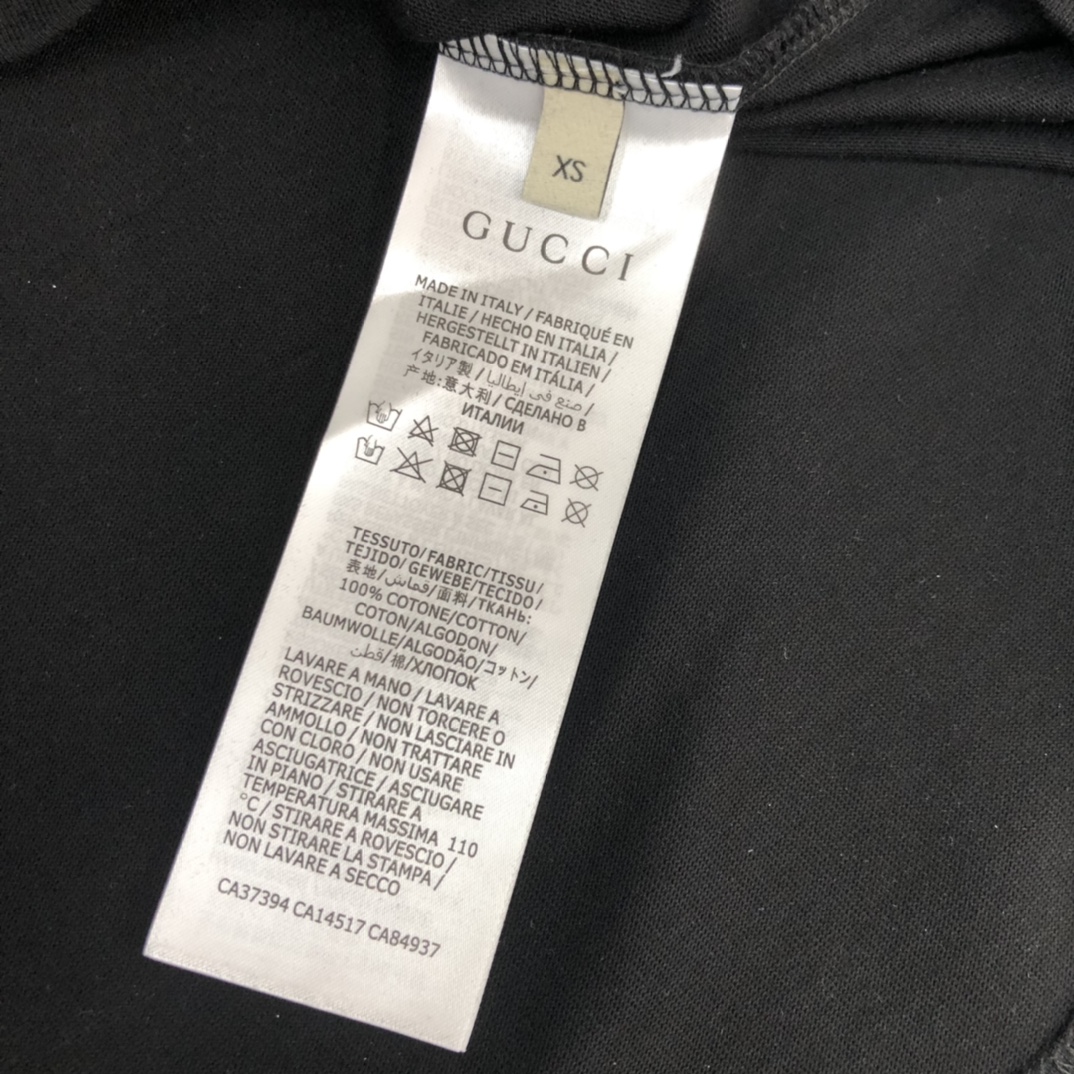 XS
GUCCI
MADE IN ITALY / FABRIQUÉ EN
ITALIE / HECHO EN ITALIA /
HERGESTELLT IN ITALIEN /
FABRICADO EM ITÁLIA /
イタリア製 / صنع في إيطاليا /
产地:意大利 / СДЕЛАНО В
ИТАЛИИ
TESSUTO/FABRIC/TISSU/
TEJIDO/GEWEBE/TECIDO/
表地/قماش/面料/ТКАНЬ:
100% COTONE/COTTON/
COTON/ALGODON/
BAUMWOLLE/ALGODÃO/コットン/
قطن/棉/ХЛОПОК
LAVARE A MANO / LAVARE A
ROVESCIO / NON TORCERE O
STRIZZARE / NON LASCIARE IN
AMMOLLO / NON TRATTARE
CON CLORO / NON USARE
ASCIUGATRICE / ASCIUGARE
IN PIANO / STIRARE A
TEMPERATURA MASSIMA 110
°C / STIRARE A ROVESCIO /
NON STIRARE LA STAMPA /
NON LAVARE A SECCO
CA37394 CA14517 CA84937